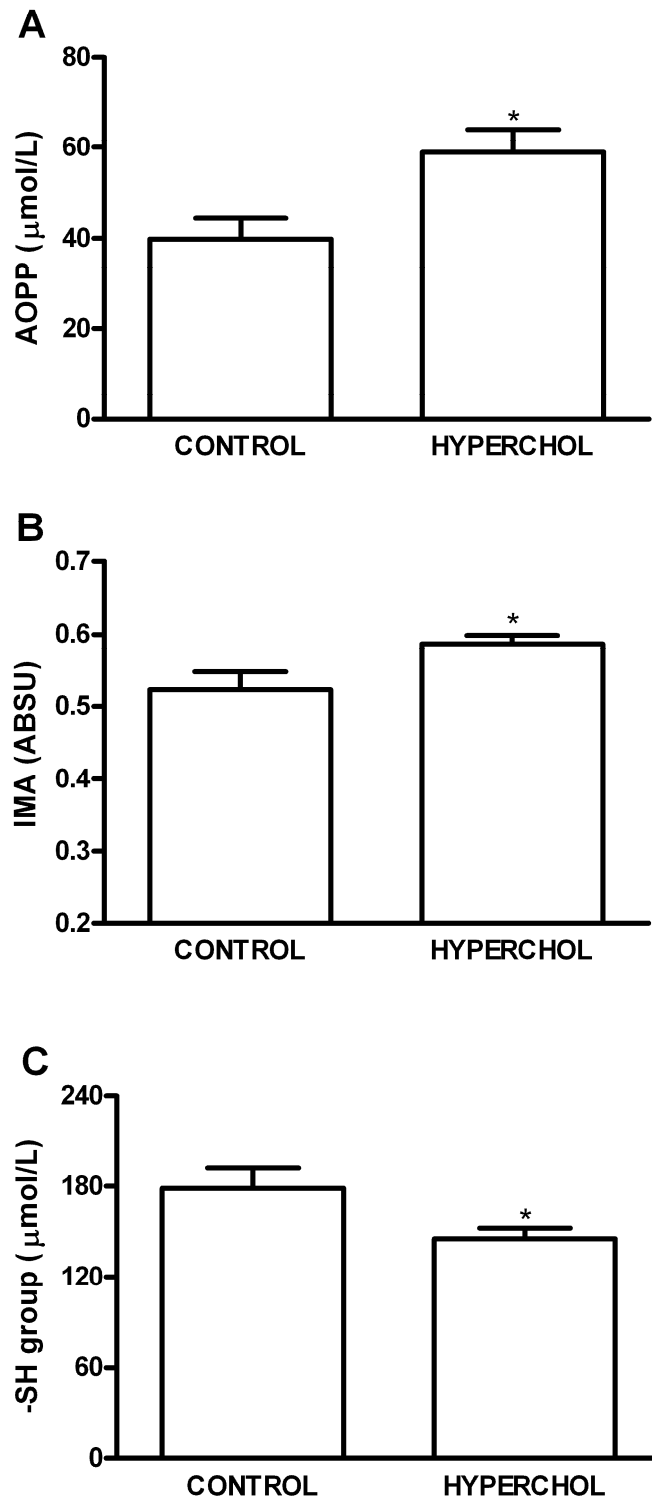 A
80
60
40
20
0
AOPP (μmol/L)
*
CONTROL HYPERCHOL
B
0.7
0.6
0.5
0.4
0.3
0.2
IMA (ABSU)
*
CONTROL HYPERCHOL
C
240
180
120
60
0
-SH group (μmol/L)
*
CONTROL HYPERCHOL